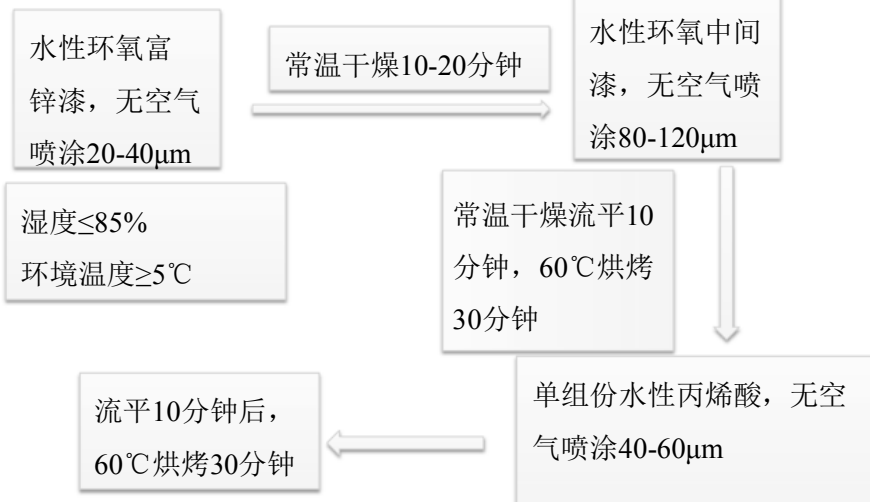 水性环氧富
锌漆，无空气
喷涂20-40μm
常温干燥10-20分钟
水性环氧中间
漆，无空气喷
涂80-120μm
湿度≤85%
环境温度≥5℃
常温干燥流平10
分钟，60℃烘烤
30分钟
单组份水性丙烯酸，无空
气喷涂40-60μm
流平10分钟后，
60℃烘烤30分钟